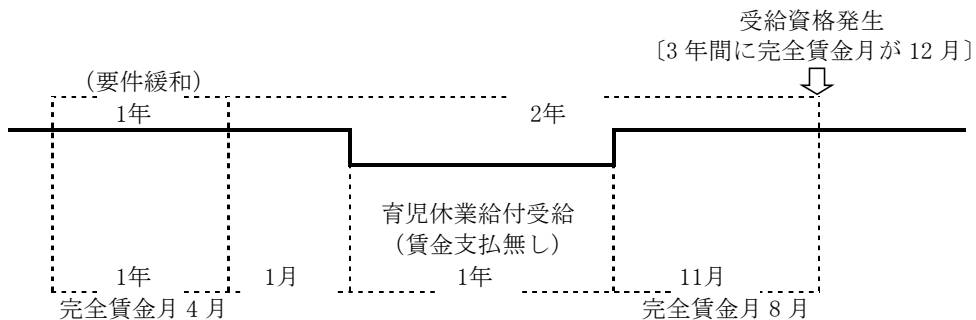 受給資格発生
〔3年間に完全賃金月が12月〕
(要件緩和)
1年
2年
育児休業給付受給
(賃金支払無し)
1年
1月
1年
11月
完全賃金月4月
完全賃金月8月